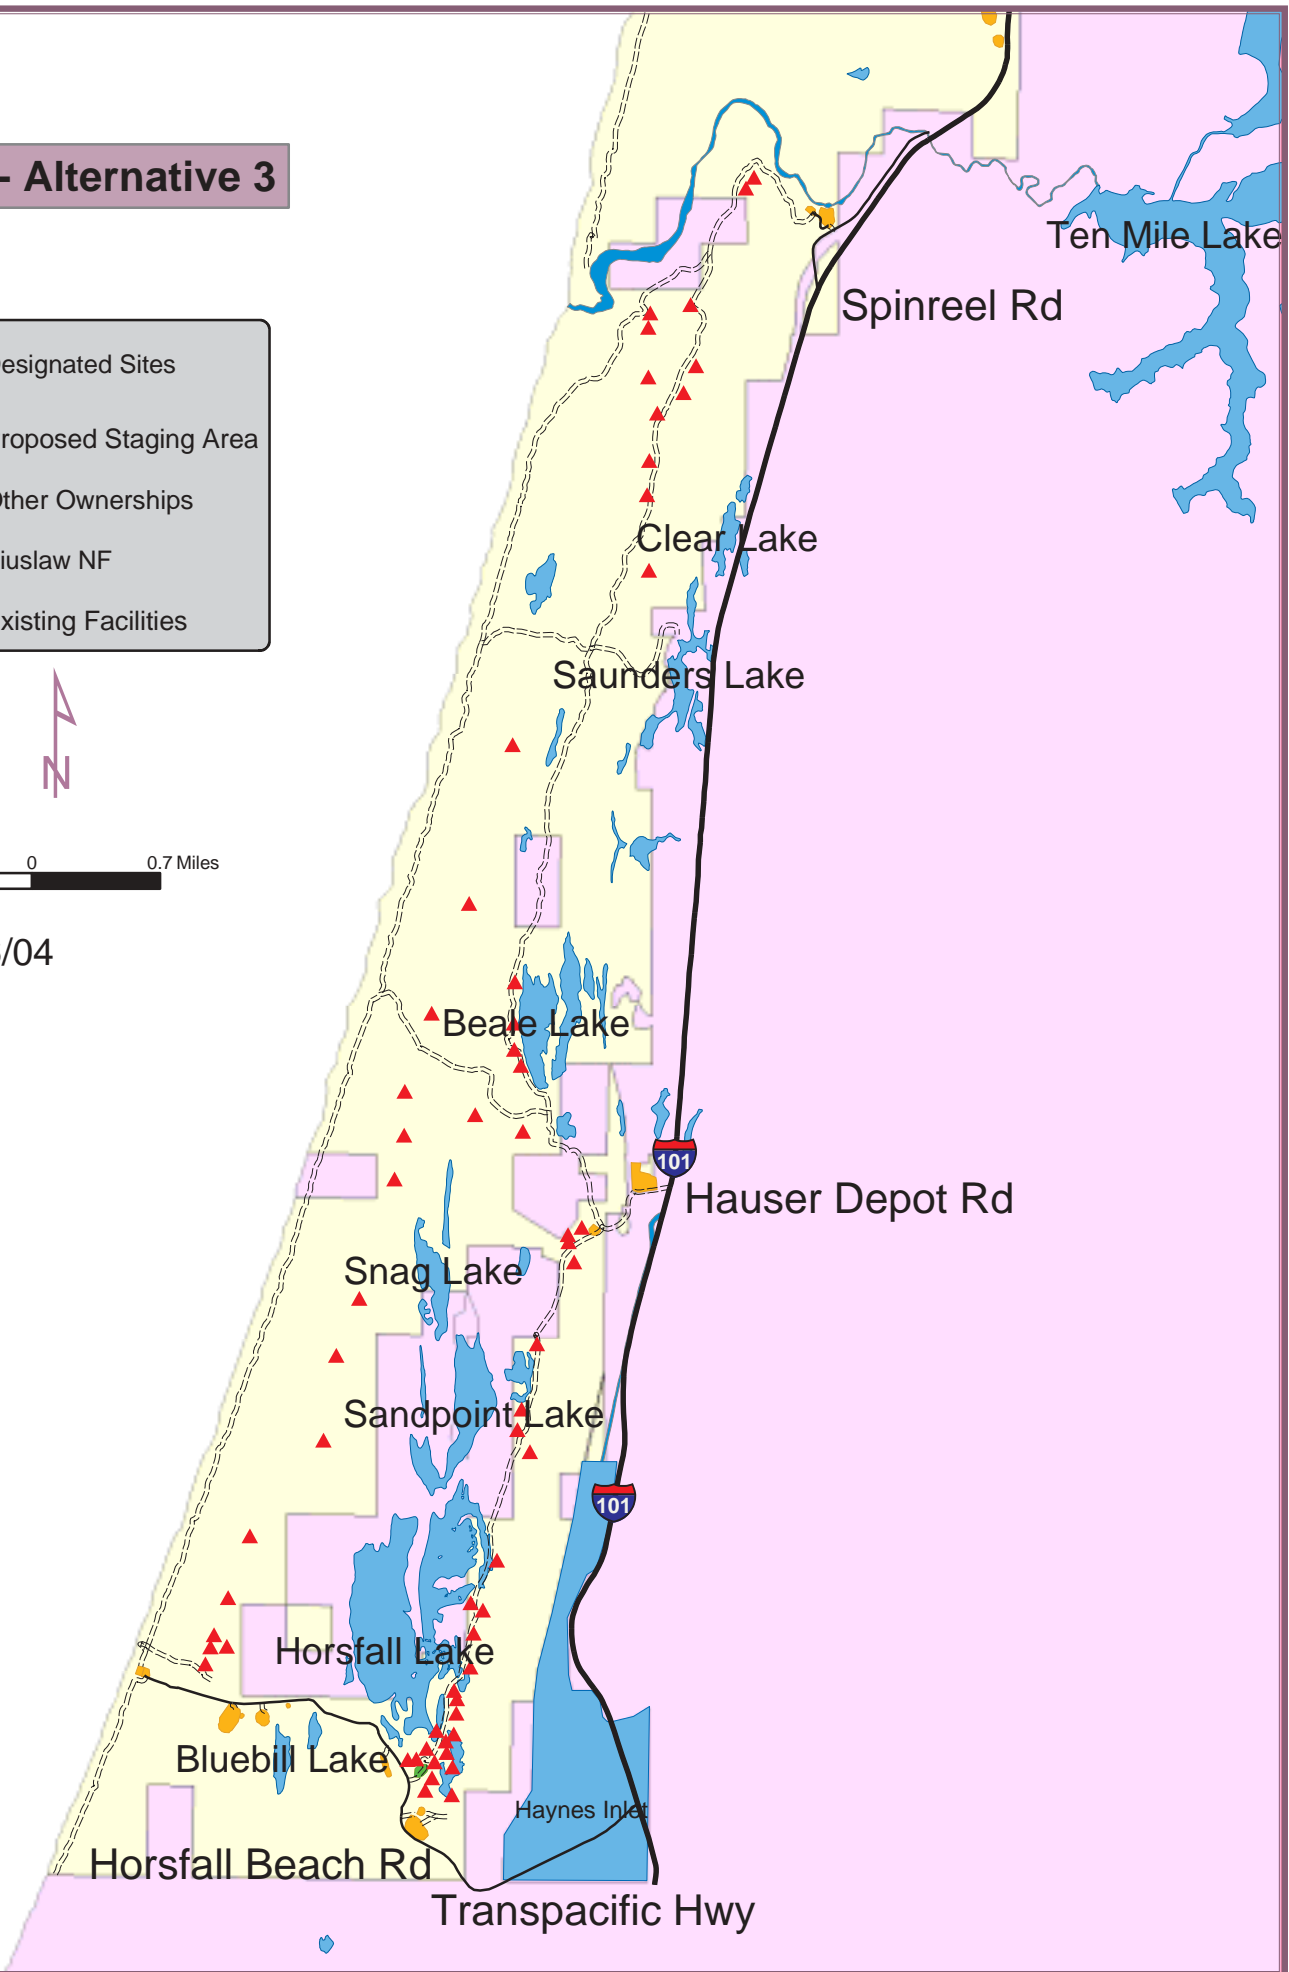 - Alternative 3
Ten Mile Lake
Spinreel Rd
esignated Sites
roposed Staging Area
ther Ownerships
iuslaw NF
xisting Facilities
Clear Lake
Saunders Lake
N
0 0.7 Miles
/04
Beale Lake
101
Hauser Depot Rd
Snag Lake
Sandpoint Lake
101
Horsfall Lake
Bluebill Lake
Haynes Inlet
Horsfall Beach Rd
Transpacific Hwy